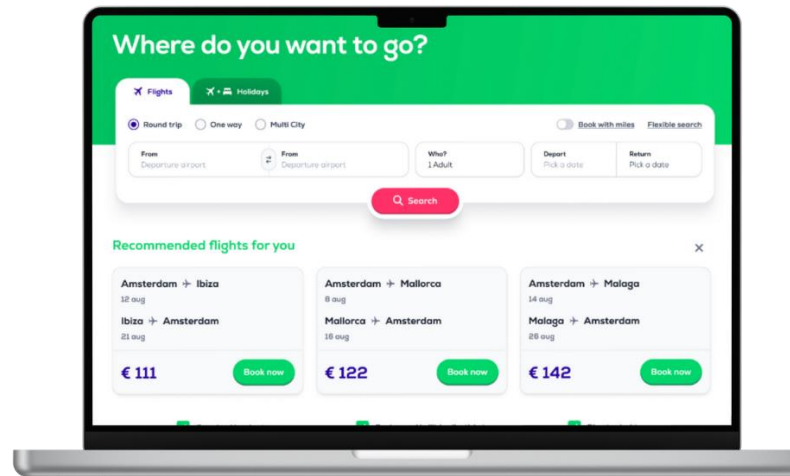 Where do you want to go?
Flights
+ Holidays
Round trip One way Multi City
Book with miles Flexible search
From From Who? Depart Return
Departure airport Departure airport 1 Adult Pick a date Pick a date
Search
Recommended flights for you
Amsterdam Ibiza
12 aug
Ibiza Amsterdam
21 aug
€ 111 Book now
Amsterdam Mallorca
8 aug
Mallorca Amsterdam
16 aug
€ 122 Book now
Amsterdam Malaga
14 aug
Malaga Amsterdam
26 aug
€ 142 Book now